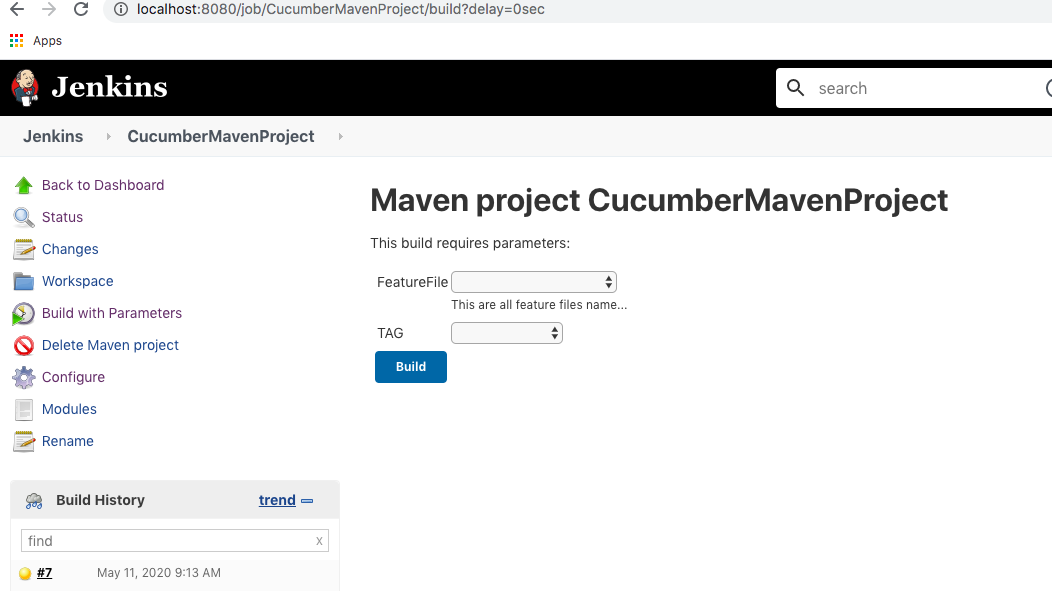 localhost:8080/job/CucumberMavenProject/build?delay=0sec
Apps
Jenkins
search
Jenkins CucumberMavenProject
Back to Dashboard
Status
Changes
Workspace
Build with Parameters
Delete Maven project
Configure
Modules
Rename
Maven project CucumberMavenProject
This build requires parameters:
FeatureFile
This are all feature files name...
TAG
Build
Build History trend
find x
#7 May 11, 2020 9:13 AM